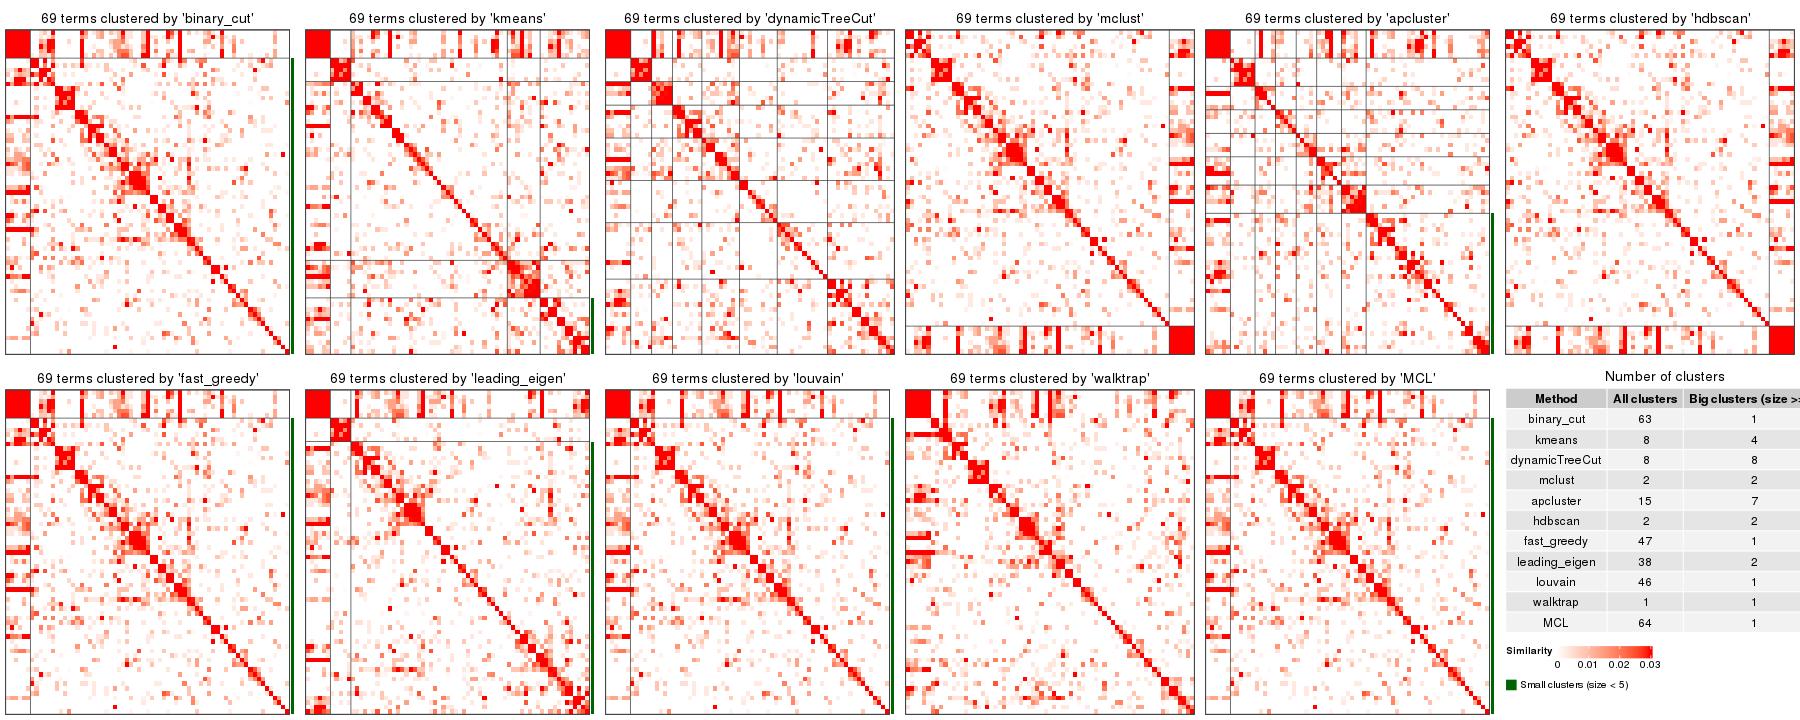 69 terms clustered by 'binary_cut'
69 terms clustered by 'kmeans'
69 terms clustered by 'dynamicTreeCut'
69 terms clustered by 'mclust'
69 terms clustered by 'apcluster'
69 terms clustered by 'hdbscan'
69 terms clustered by 'fast_greedy'
69 terms clustered by 'leading_eigen'
69 terms clustered by 'louvain'
69 terms clustered by 'walktrap'
69 terms clustered by 'MCL'
Number of clusters
Method All clusters Big clusters (size >=
binary_cut 63 1
kmeans 8 4
dynamicTreeCut 8 8
mclust 2 2
apcluster 15 7
hdbscan 2 2
fast_greedy 47 1
leading_eigen 38 2
louvain 46 1
walktrap 1 1
MCL 64 1
Similarity
0 0.01 0.02 0.03
Small clusters (size < 5)